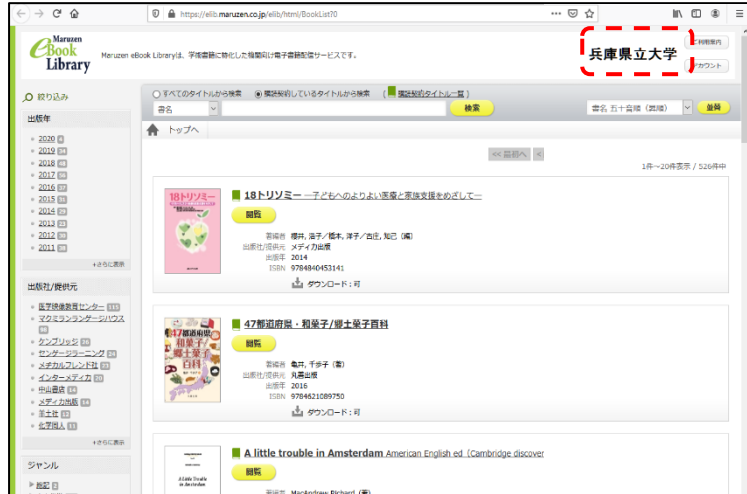 https://elib.maruzen.co.jp/elib/html/BookList?0
Maruzen
eBook
Library
Maruzen eBook Libraryは、学術書籍に特化した機関向け電子書籍配信サービスです。
兵庫県立大学
ご利用案内
アカウント
絞り込み
すべてのタイトルから検索 購読契約しているタイトルから検索 [購読契約タイトル一覧]
書名 検索 書名 五十音順 (昇順) 並替
トップへ
<< 最初へ <
1件～20件表示 / 526件中
出版年
2020
2019
2018
2017
2016
2015
2014
2013
2012
2011
+さらに表示
出版社/提供元
医学映像教育センター
マクミランランゲージハウス
ケンブリッジ
センゲージラーニング
メヂカルフレンド社
インターメディカ
中山書店
メディカ出版
羊土社
化学同人
+さらに表示
ジャンル
総記
18トリソミー ―子どもへのよりよい医療と家族支援をめざして―
閲覧
著編者 櫻井, 浩子/橋本, 洋子/古庄, 知己 (編)
出版社/提供元 メディカ出版
出版年 2014
ISBN 9784840453141
ダウンロード : 可
47都道府県・和菓子/郷土菓子百科
閲覧
著編者 亀井, 千歩子 (著)
出版社/提供元 丸善出版
出版年 2016
ISBN 9784621089750
ダウンロード : 可
A little trouble in Amsterdam American English ed (Cambridge discover
閲覧
著編者 MacAndrew Richard (著)